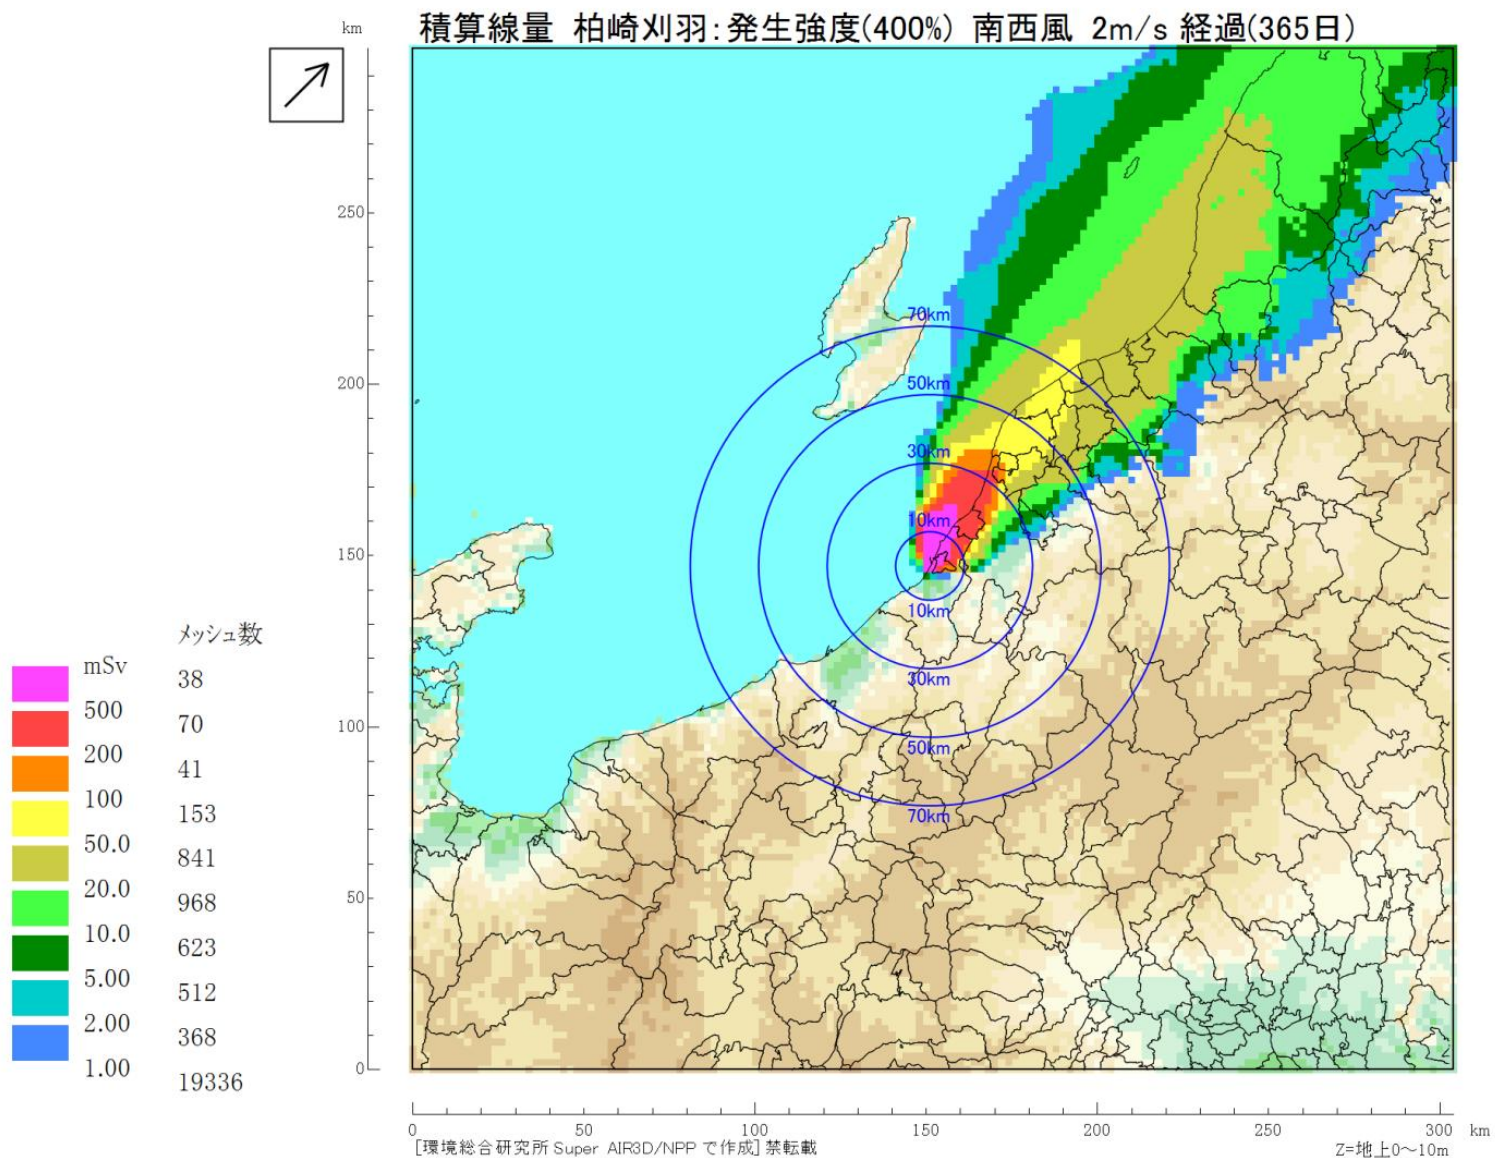 積算線量 柏崎刈羽:発生強度(400%) 南西風 2m/s 経過(365日)
km
250
200
150
100
50
0
70km
50km
30km
10km
10km
30km
50km
70km
メッシュ数
mSv
38
500
70
200
41
100
153
50.0
841
20.0
968
10.0
623
5.00
512
2.00
368
1.00
19336
0
50
100
150
200
250
300
km
[環境総合研究所 Super AIR3D/NPP で作成] 禁転載
Z=地上0~10m